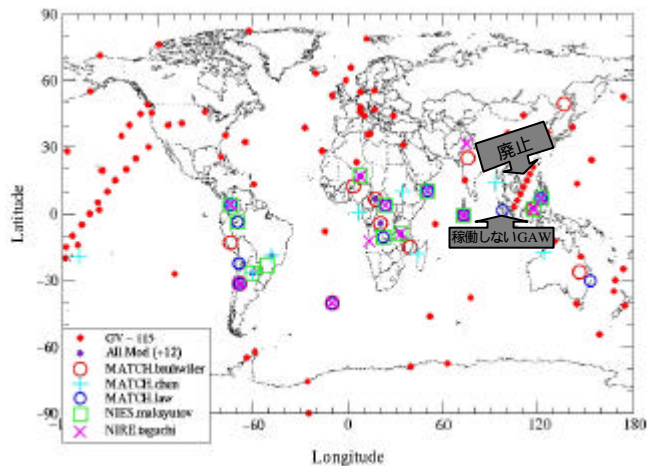 90
60
30
廃止
Latitude
0
稼働しないGAW
-30
GV - 115
All Mod (+12)
MATCH.bruhwiler
-60
MATCH.chen
MATCH.law
NIES.maksyutov
NIRE.taguchi
-90
-60 0 60 120 180
Longitude